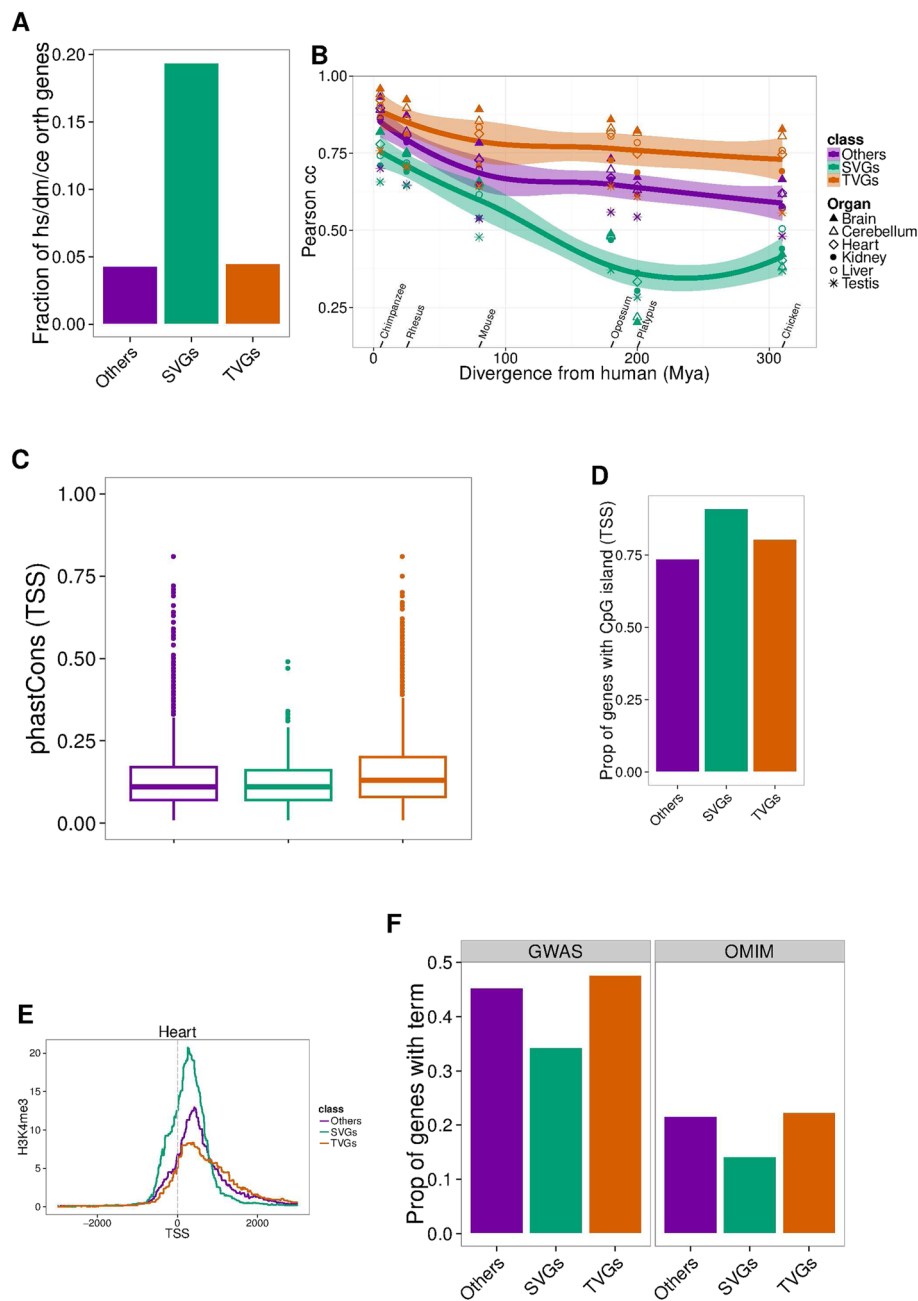 A
Fraction of hs/dm/ce orth genes
0.20
0.15
0.10
0.05
0.00
Others
SVGs
TVGs
B
Pearson cc
1.00
0.75
0.50
0.25
Chimpanzee
Rhesus
Mouse
Opossum
Platypus
Chicken
0
100
200
300
Divergence from human (Mya)
class
Others
SVGs
TVGs
Organ
Brain
Cerebellum
Heart
Kidney
Liver
Testis
C
phastCons (TSS)
1.00
0.75
0.50
0.25
0.00
D
Prop of genes with CpG island (TSS)
0.75
0.50
0.25
0.00
Others
SVGs
TVGs
E
Heart
H3K4me3
20
15
10
5
0
−2000
0
2000
TSS
class
Others
SVGs
TVGs
F
GWAS
OMIM
Prop of genes with term
0.5
0.4
0.3
0.2
0.1
0.0
Others
SVGs
TVGs
Others
SVGs
TVGs